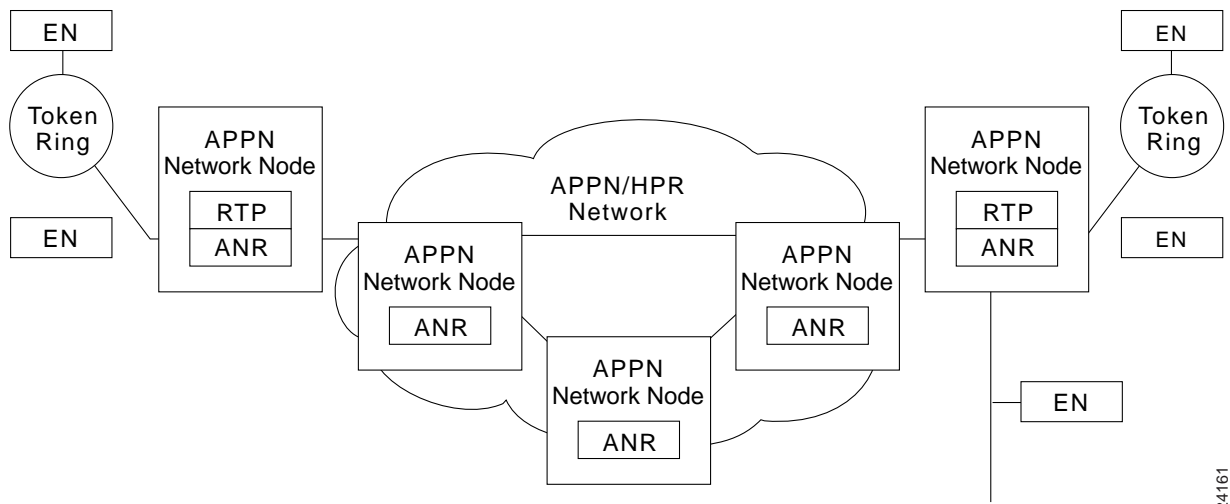 EN
EN
Token
Ring
Token
Ring
APPN
Network Node
APPN
Network Node
APPN/HPR
Network
RTP
ANR
RTP
ANR
EN
EN
APPN
Network Node
APPN
Network Node
ANR
ANR
APPN
Network Node
ANR
EN